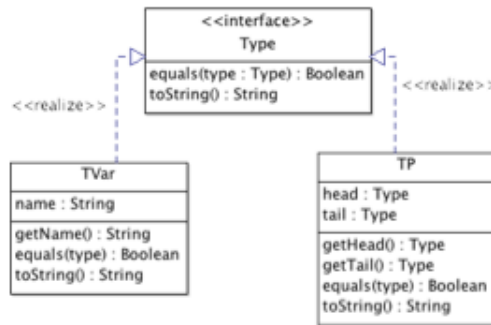 <<interface>>
Type
equals(type : Type) : Boolean
toString() : String
<<realize>>
<<realize>>
TVar
name : String
getName() : String
equals(type) : Boolean
toString() : String
TP
head : Type
tail : Type
getHead() : Type
getTail() : Type
equals(type) : Boolean
toString() : String